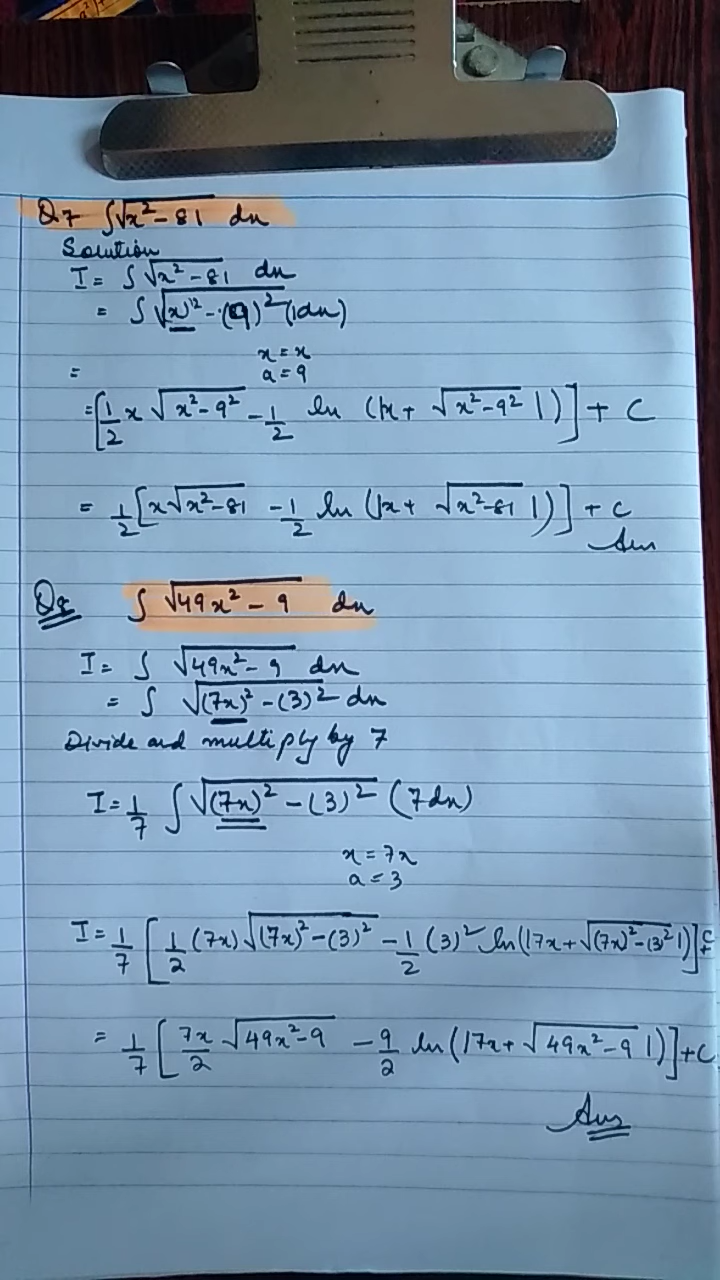 Q7 ∫√x²-81 dx
Solution
I = ∫ √x²-81 dx
= ∫ √(x)² - (9)² (1dx)
x = x
=
a = 9
= [1/2 x √x²-9² - 1/2 ln (|x + √x²-9² |)] + C
= 1/2 [x√x²-81 - 1/2 ln (|x + √x²-81 |)] + C
Ans
Q8 ∫ √49x² - 9 dx
I = ∫ √49x² - 9 dx
= ∫ √(7x)² - (3)² dx
Divide and multiply by 7
I = 1/7 ∫ √(7x)² - (3)² (7dx)
x = 7x
a = 3
I = 1/7 [1/2 (7x) √(7x)² - (3)² - 1/2 (3)² ln (|7x + √(7x)² - (3)² |)] + C
= 1/7 [7x/2 √49x²-9 - 9/2 ln (|7x + √49x²-9 |)] + C
Ans